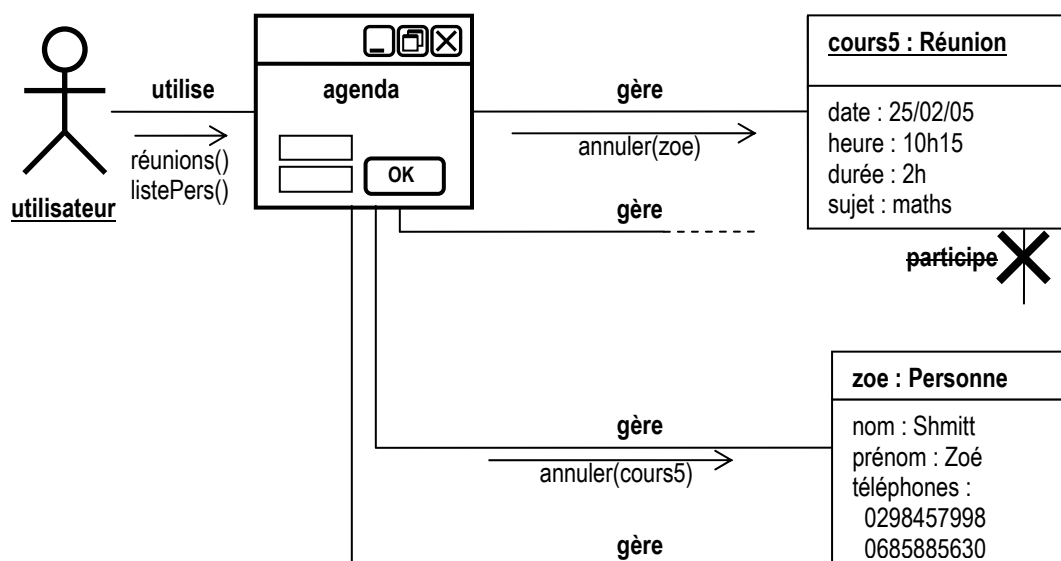 utilise
réunions()
listePers()
utilisateur
agenda
OK
gère
annuler(zoe)
gère
cours5 : Réunion
date : 25/02/05
heure : 10h15
durée : 2h
sujet : maths
participe
gère
annuler(cours5)
gère
zoe : Personne
nom : Shmitt
prénom : Zoé
téléphones :
0298457998
0685885630